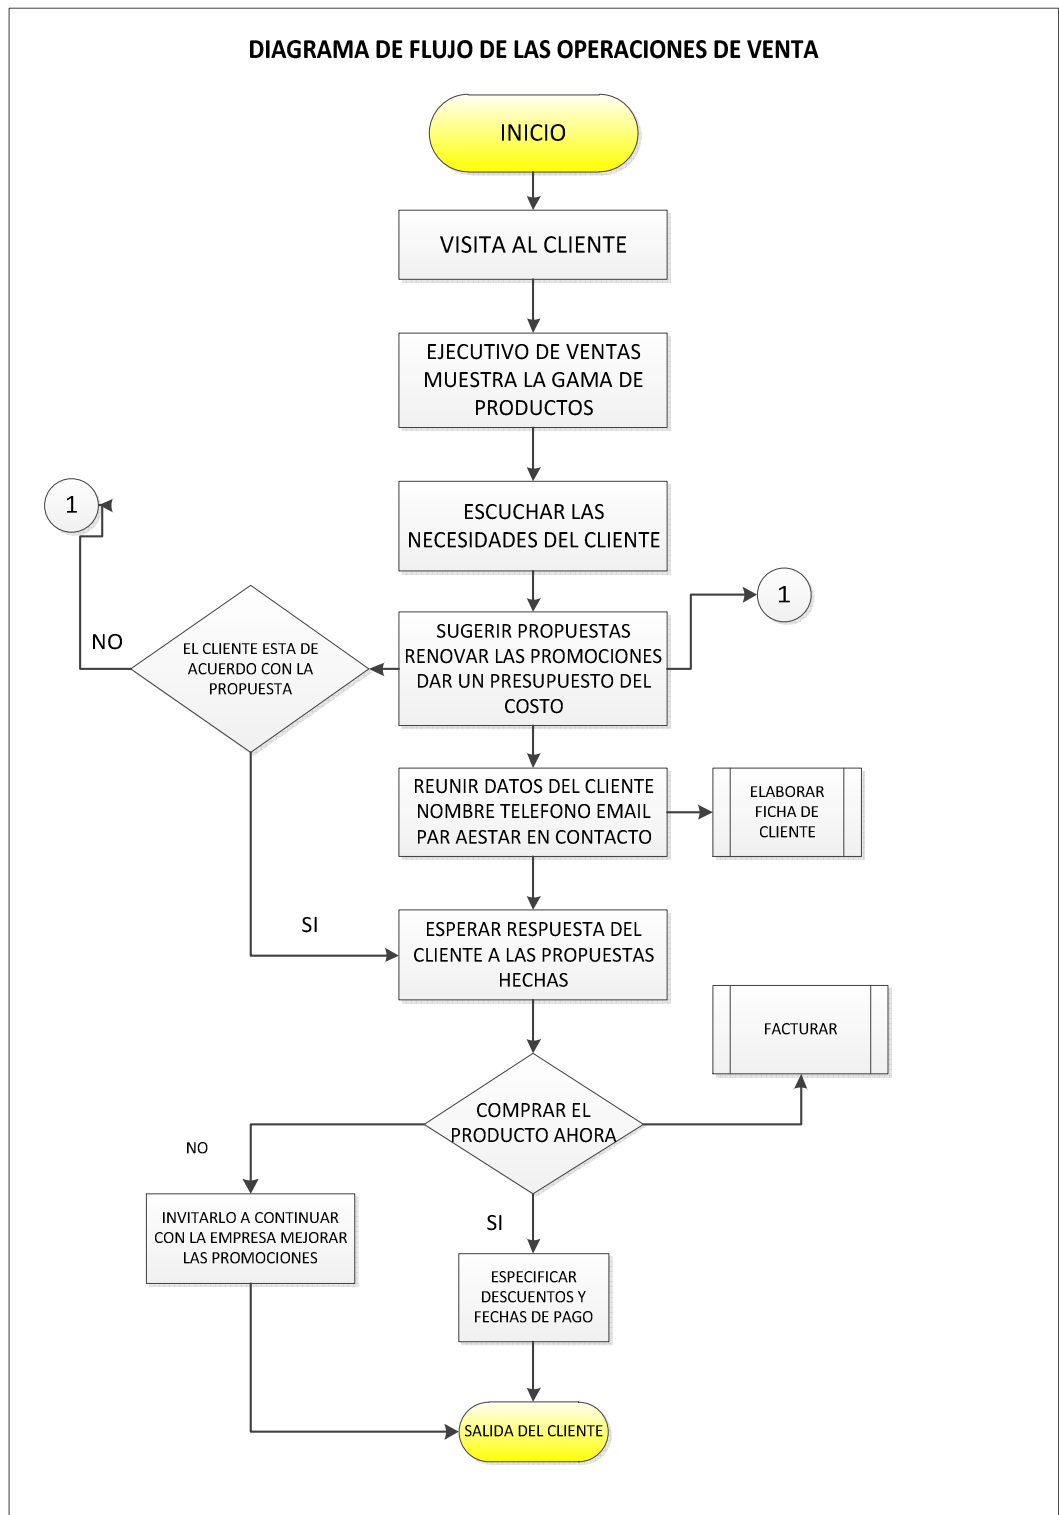 DIAGRAMA DE FLUJO DE LAS OPERACIONES DE VENTA
INICIO
VISITA AL CLIENTE
EJECUTIVO DE VENTAS
MUESTRA LA GAMA DE
PRODUCTOS
1
ESCUCHAR LAS
NECESIDADES DEL CLIENTE
1
NO
EL CLIENTE ESTA DE
ACUERDO CON LA
PROPUESTA
SUGERIR PROPUESTAS
RENOVAR LAS PROMOCIONES
DAR UN PRESUPUESTO DEL
COSTO
REUNIR DATOS DEL CLIENTE
NOMBRE TELEFONO EMAIL
PAR AESTAR EN CONTACTO
ELABORAR
FICHA DE
CLIENTE
SI
ESPERAR RESPUESTA DEL
CLIENTE A LAS PROPUESTAS
HECHAS
FACTURAR
COMPRAR EL
PRODUCTO AHORA
NO
INVITARLO A CONTINUAR
CON LA EMPRESA MEJORAR
LAS PROMOCIONES
SI
ESPECIFICAR
DESCUENTOS Y
FECHAS DE PAGO
SALIDA DEL CLIENTE